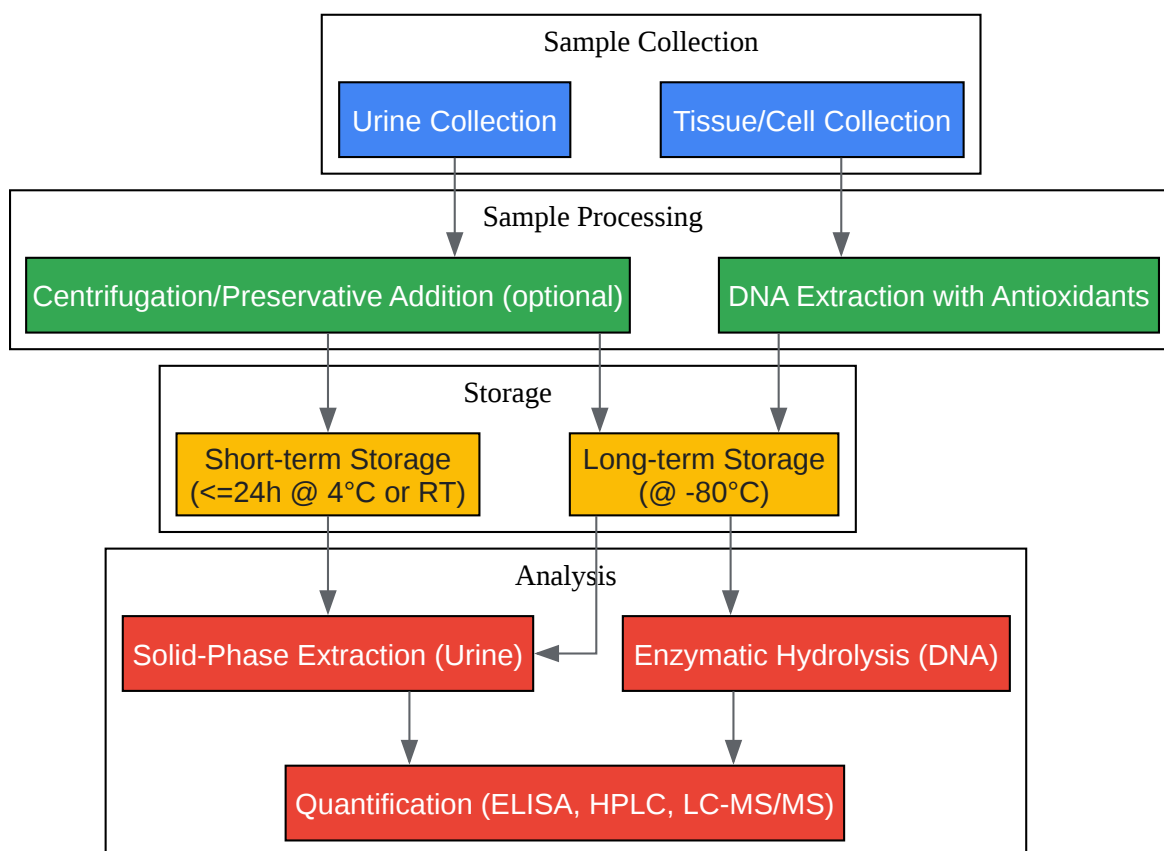 Sample Collection
Urine Collection
Tissue/Cell Collection
Sample Processing
Centrifugation/Preservative Addition (optional)
DNA Extraction with Antioxidants
Storage
Short-term Storage
(<=24h @ 4°C or RT)
Long-term Storage
(@ -80°C)
Analysis
Solid-Phase Extraction (Urine)
Enzymatic Hydrolysis (DNA)
Quantification (ELISA, HPLC, LC-MS/MS)